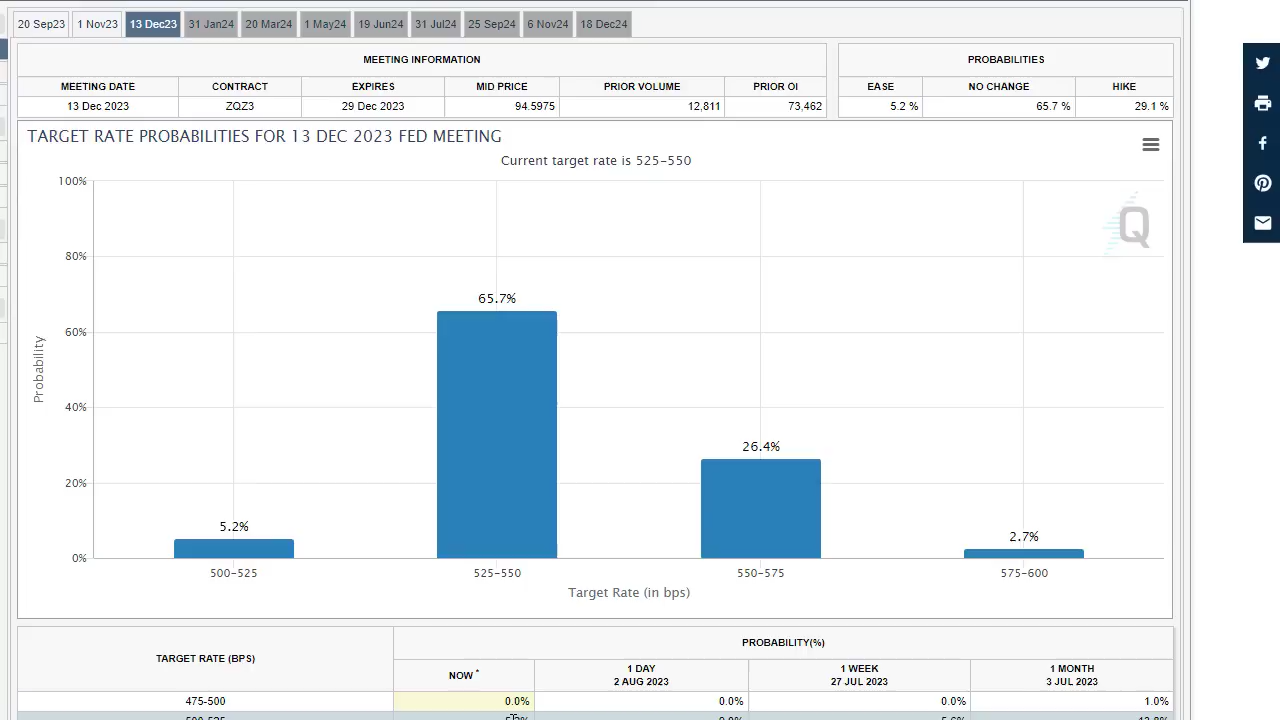 20 Sep23 1 Nov23 13 Dec23 31 Jan24 20 Mar24 1 May24 19 Jun24 31 Jul24 25 Sep24 6 Nov24 18 Dec24
MEETING INFORMATION
MEETING DATE CONTRACT EXPIRES MID PRICE PRIOR VOLUME PRIOR OI
13 Dec 2023 ZQZ3 29 Dec 2023 94.5975 12,811 73,462
PROBABILITIES
EASE NO CHANGE HIKE
5.2 % 65.7 % 29.1 %
TARGET RATE PROBABILITIES FOR 13 DEC 2023 FED MEETING
Current target rate is 525-550
100%
80%
60%
40%
20%
0%
Probability
5.2%
65.7%
26.4%
2.7%
500-525 525-550 550-575 575-600
Target Rate (in bps)
Q
TARGET RATE (BPS) PROBABILITY(%)
NOW * 1 DAY 1 WEEK 1 MONTH
2 AUG 2023 27 JUL 2023 3 JUL 2023
475-500 0.0% 0.0% 0.0% 1.0%